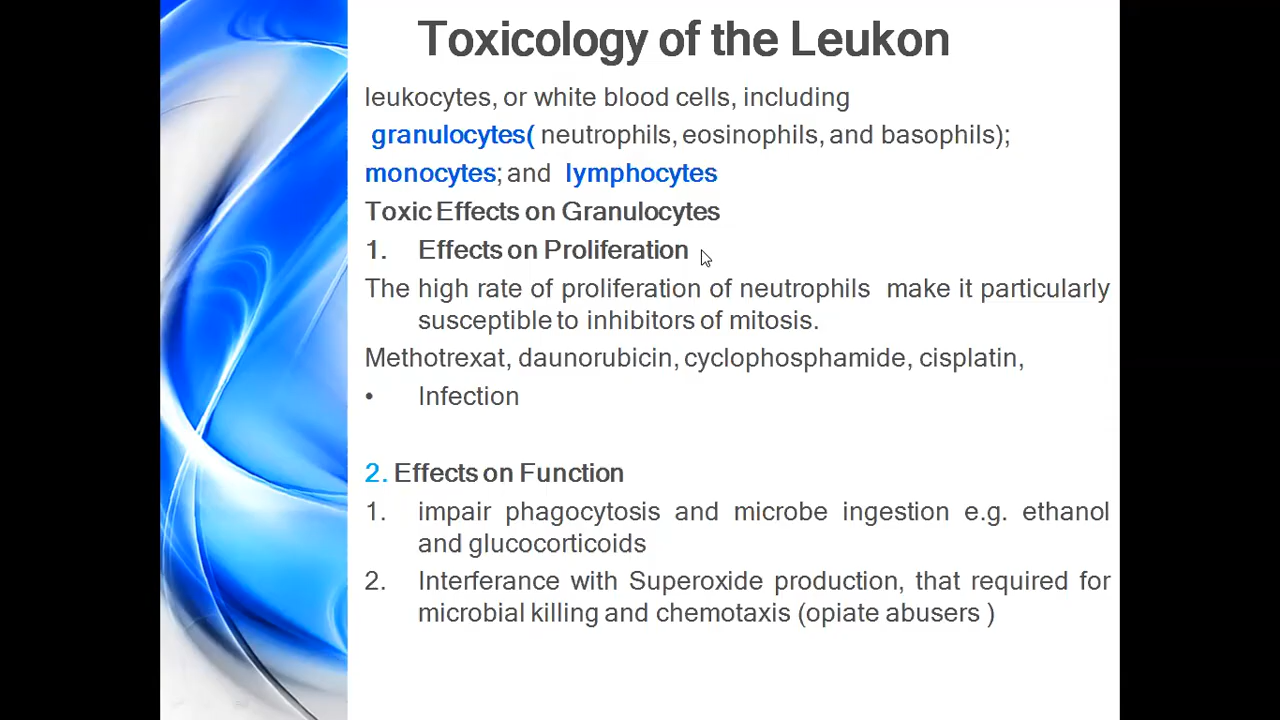 Toxicology of the Leukon
leukocytes, or white blood cells, including
granulocytes( neutrophils, eosinophils, and basophils);
monocytes; and lymphocytes
Toxic Effects on Granulocytes
1. Effects on Proliferation
The high rate of proliferation of neutrophils make it particularly
susceptible to inhibitors of mitosis.
Methotrexat, daunorubicin, cyclophosphamide, cisplatin,
• Infection
2. Effects on Function
1. impair phagocytosis and microbe ingestion e.g. ethanol
and glucocorticoids
2. Interferance with Superoxide production, that required for
microbial killing and chemotaxis (opiate abusers )